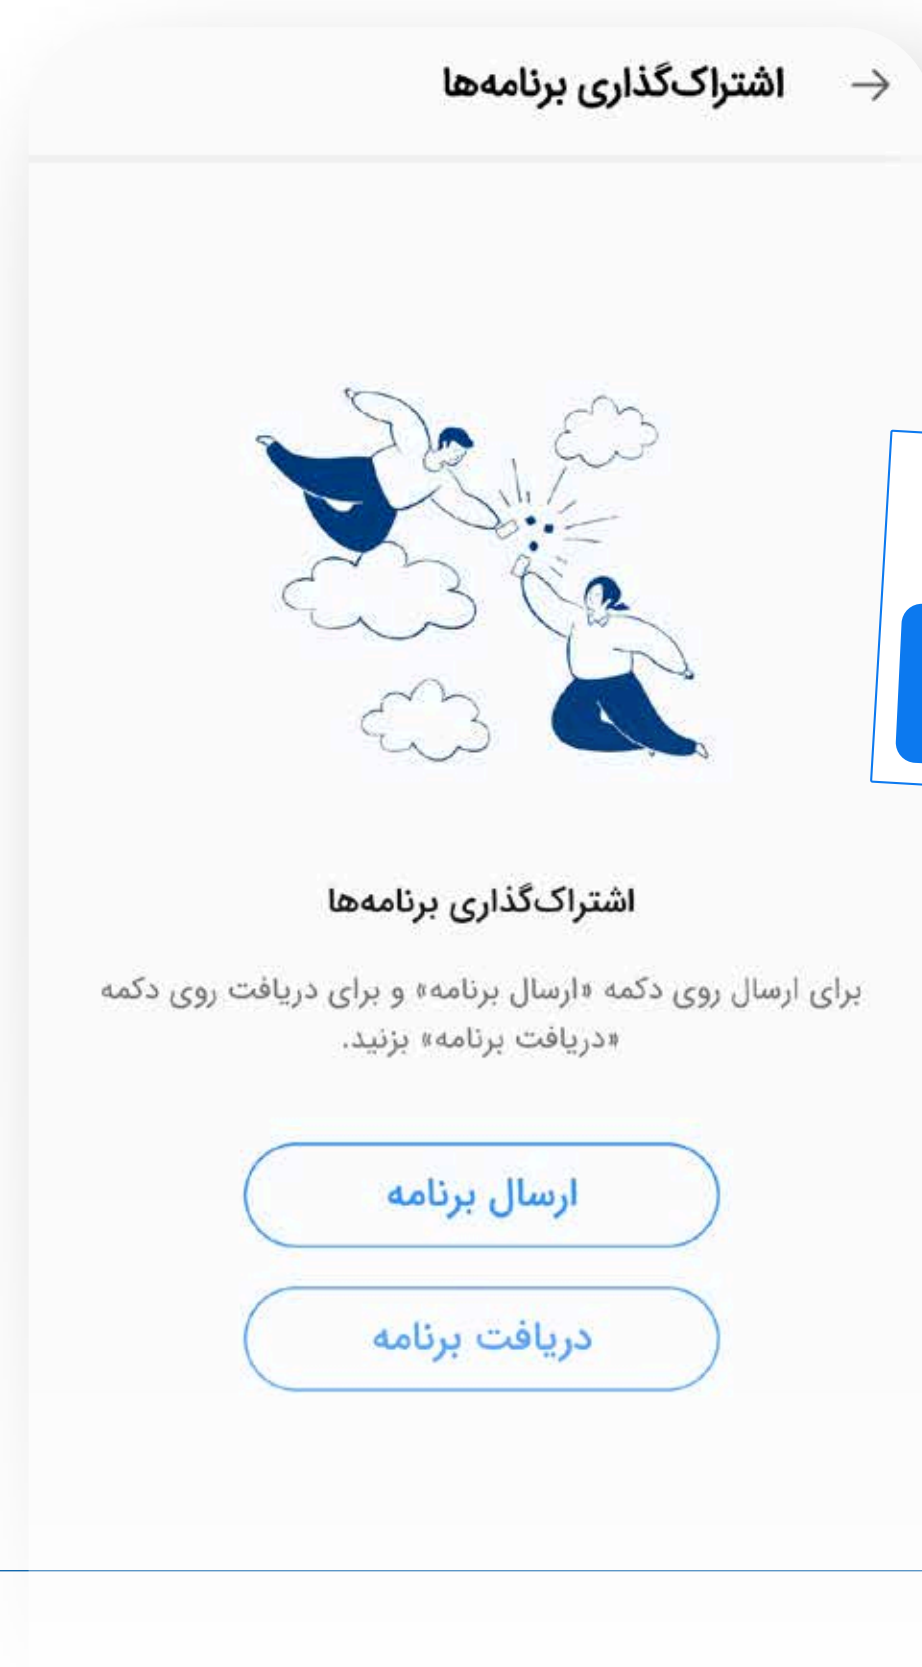 اشتراک‌گذاری برنامه‌ها
اشتراک‌گذاری برنامه‌ها
برای ارسال روی دکمه «ارسال برنامه» و برای دریافت روی دکمه
«دریافت برنامه» بزنید.
ارسال برنامه
دریافت برنامه